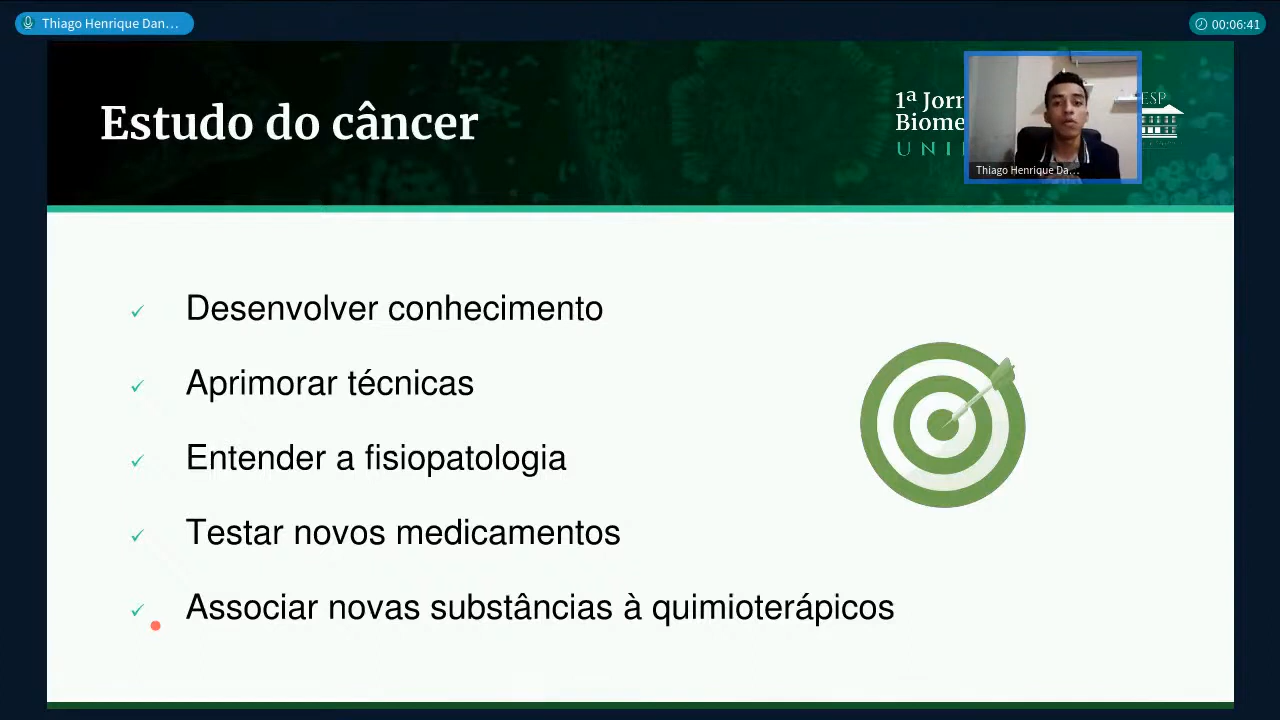 Thiago Henrique Dan...
00:06:41
Estudo do câncer
1ª Jorn
Biome
UNI
ESP
Thiago Henrique Da...
Desenvolver conhecimento
Aprimorar técnicas
Entender a fisiopatologia
Testar novos medicamentos
Associar novas substâncias à quimioterápicos